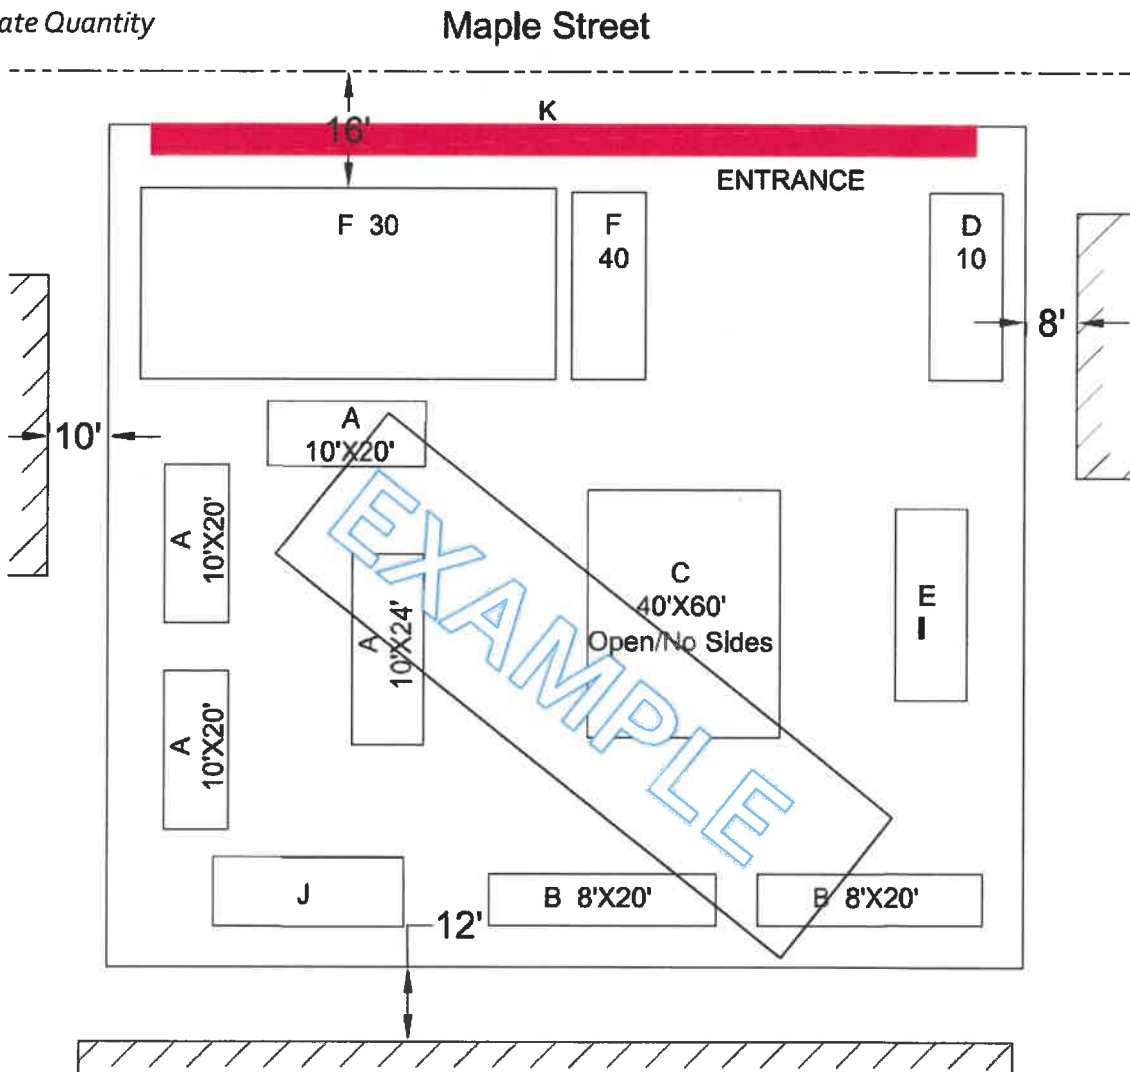 ate Quantity
Maple Street
K
16'
ENTRANCE
F 30
F
40
D
10
8'
10'
A
10'X20'
A
10'X20'
A
10'X24'
C
40'X60'
Open/No Sides
E
I
EXAMPLE
A
10'X20'
J
B 8'X20'
B 8'X20'
12'